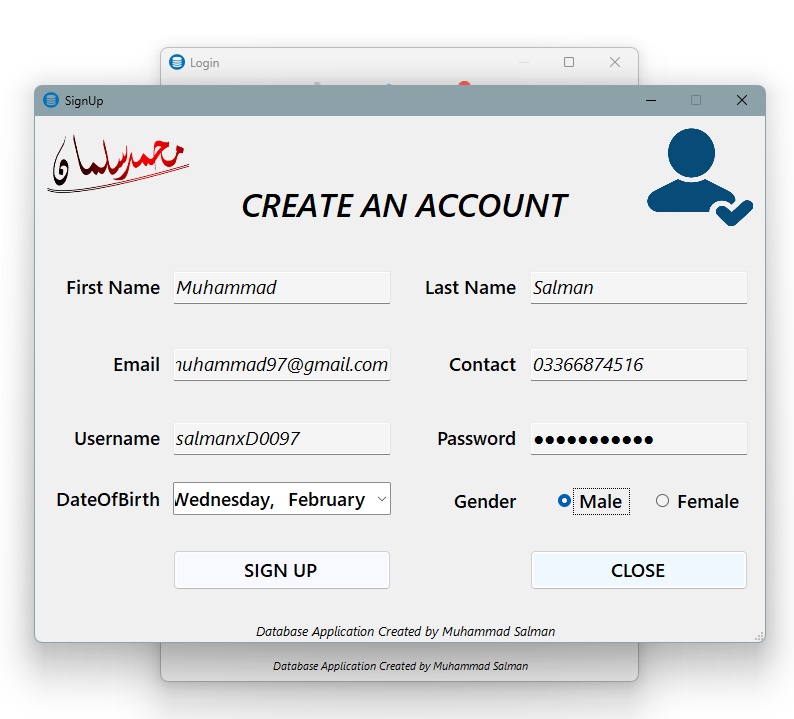 Login
SignUp
محمد سلمان
CREATE AN ACCOUNT
First Name Muhammad Last Name Salman
Email muhammad97@gmail.com Contact 03366874516
Username salmanxD0097 Password ●●●●●●●●●●●
DateOfBirth Wednesday, February Gender Male Female
SIGN UP CLOSE
Database Application Created by Muhammad Salman
Database Application Created by Muhammad Salman